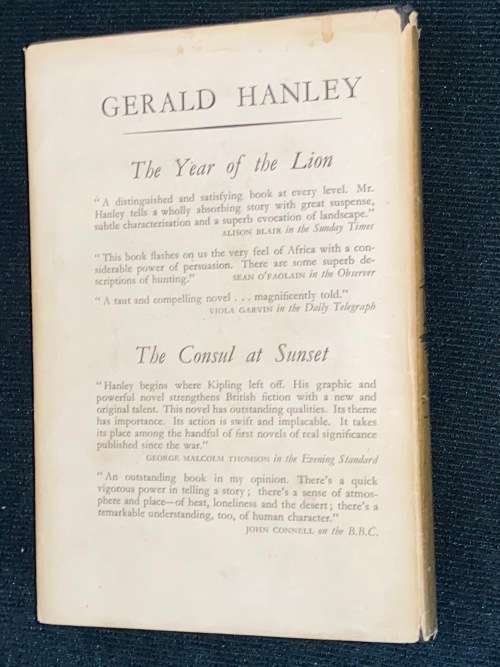 GERALD HANLEY
The Year of the Lion
"A distinguished and satisfying book at every level. Mr.
Hanley tells a wholly absorbing story with great suspense,
subtle characterisation and a superb evocation of landscape."
ALISON BLAIR in the Sunday Times
"This book flashes on us the very feel of Africa with a con-
siderable power of persuasion. There are some superb de-
scriptions of hunting." SEAN O'FAOLAIN in the Observer
"A taut and compelling novel . . . magnificently told."
VIOLA GARVIN in the Daily Telegraph
The Consul at Sunset
"Hanley begins where Kipling left off. His graphic and
powerful novel strengthens British fiction with a new and
original talent. This novel has outstanding qualities. Its theme
has importance. Its action is swift and implacable. It takes
its place among the handful of first novels of real significance
published since the war."
GEORGE MALCOLM THOMSON in the Evening Standard
"An outstanding book in my opinion. There's a quick
vigorous power in telling a story; there's a sense of atmos-
phere and place—of heat, loneliness and the desert; there's a
remarkable understanding, too, of human character."
JOHN CONNELL on the B.B.C.